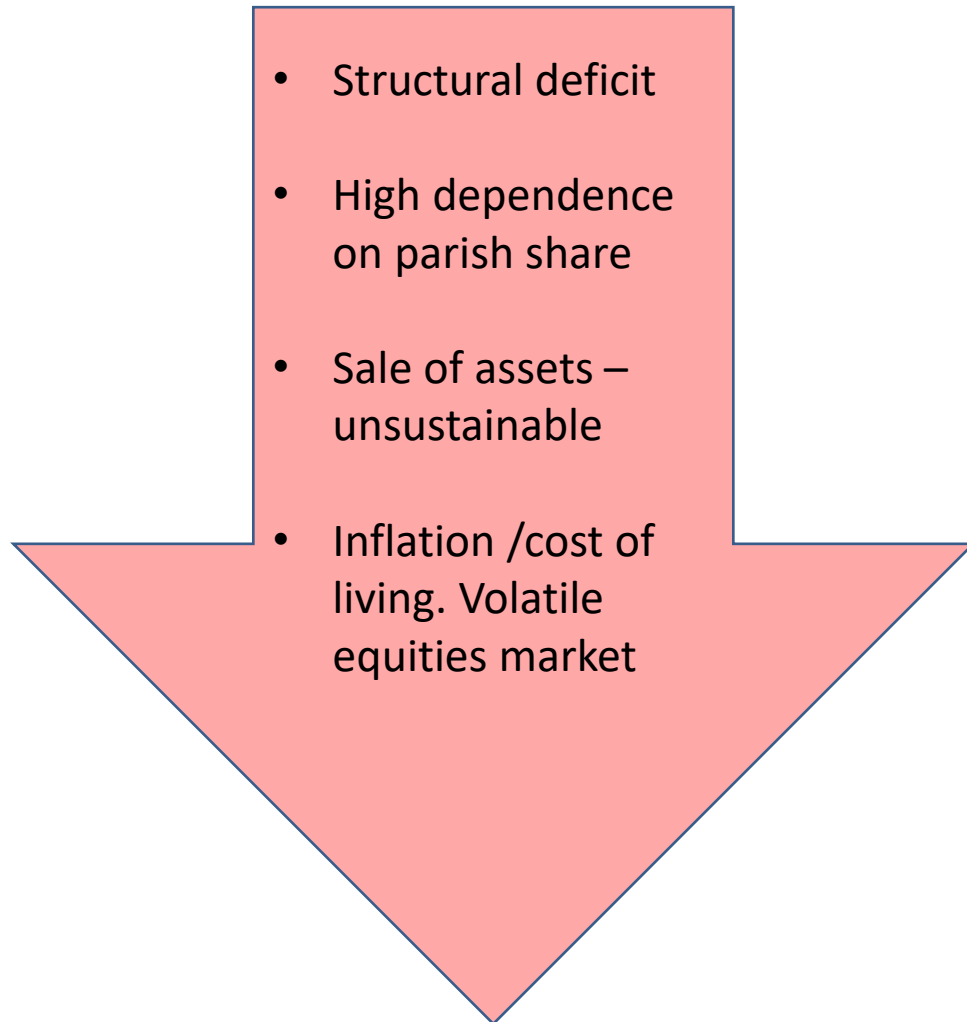 • Structural deficit
• High dependence
on parish share
• Sale of assets –
unsustainable
• Inflation /cost of
living. Volatile
equities market